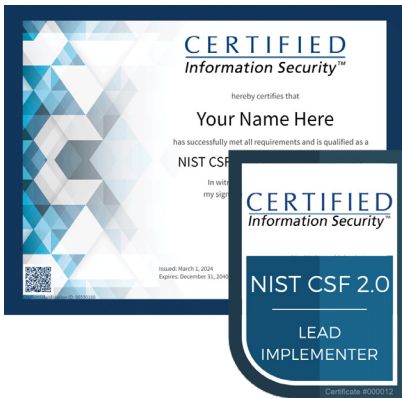 CERTIFIED
Information Security™
hereby certifies that
Your Name Here
has successfully met all requirements and is qualified as a
NIST CSF
In wit
my sign
Issued: March 1, 2024
Expires: December 31, 2040
CERTIFIED
Information Security™
NIST CSF 2.0
LEAD
IMPLEMENTER
Certificate #000012